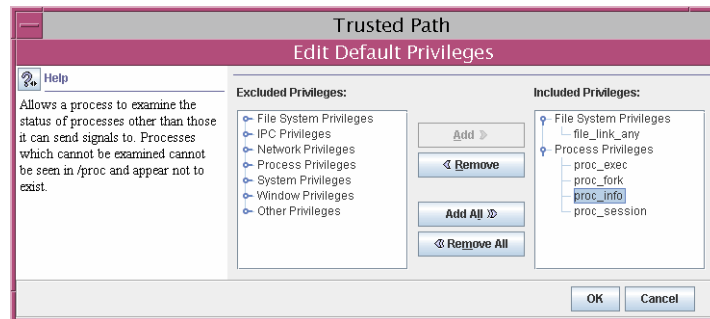 Trusted Path
Edit Default Privileges
Help
Allows a process to examine the
status of processes other than those
it can send signals to. Processes
which cannot be examined cannot
be seen in /proc and appear not to
exist.
Excluded Privileges:
File System Privileges
IPC Privileges
Network Privileges
Process Privileges
System Privileges
Window Privileges
Other Privileges
Add
Remove
Add All
Remove All
Included Privileges:
File System Privileges
file_link_any
Process Privileges
proc_exec
proc_fork
proc_info
proc_session
OK
Cancel